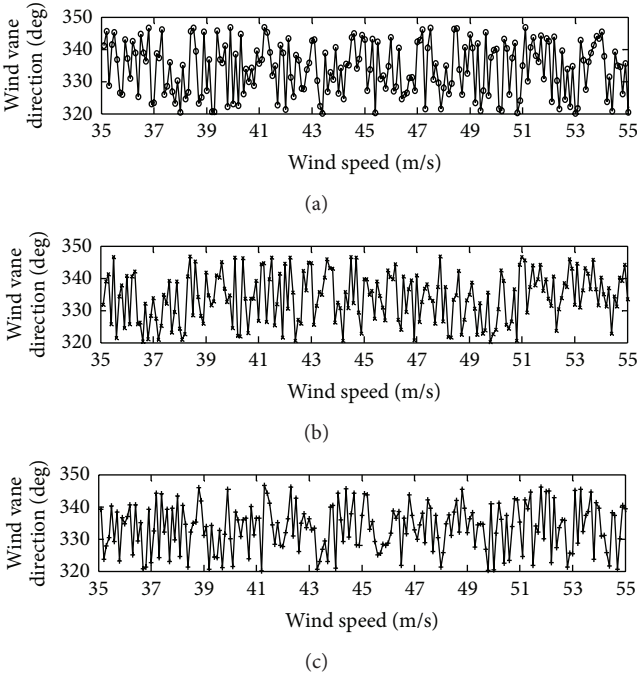 350
340
330
320
Wind vane
direction (deg)
35 37 39 41 43 45 47 49 51 53 55
Wind speed (m/s)
(a)
350
340
330
320
Wind vane
direction (deg)
35 37 39 41 43 45 47 49 51 53 55
Wind speed (m/s)
(b)
350
340
330
320
Wind vane
direction (deg)
35 37 39 41 43 45 47 49 51 53 55
Wind speed (m/s)
(c)